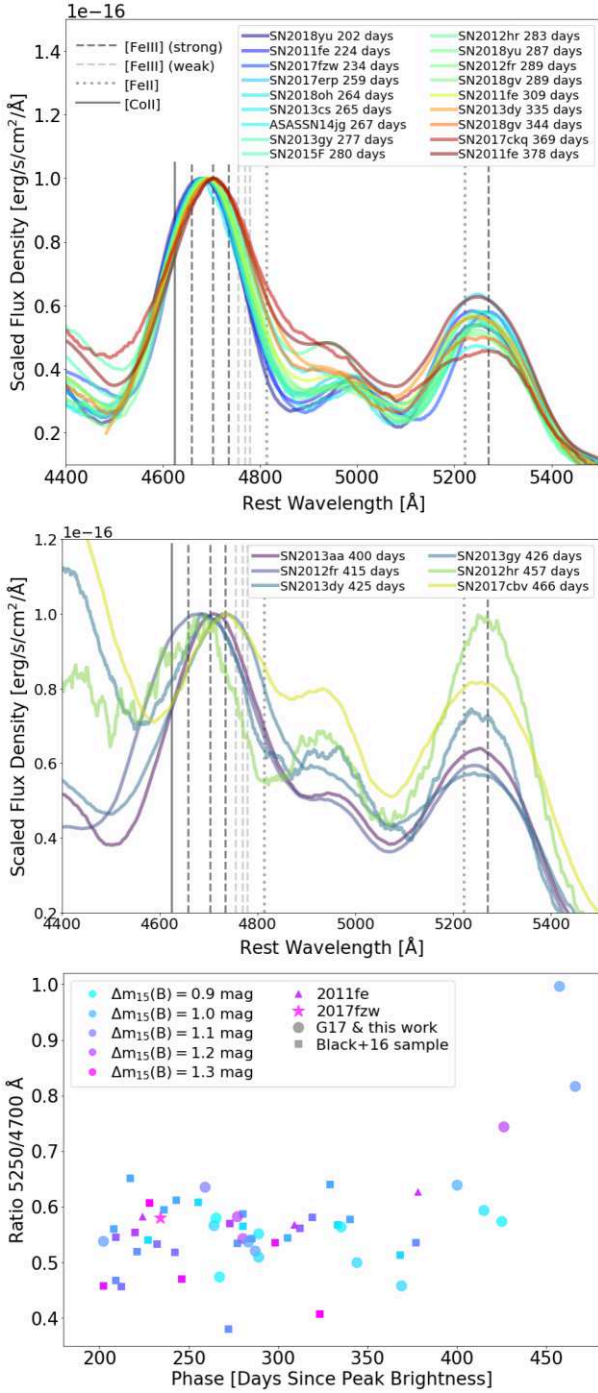 1e-16
[FeIII] (strong)
[FeIII] (weak)
[FeII]
[CoII]
SN2018yu 202 days
SN2011fe 224 days
SN2017fzw 234 days
SN2017erp 259 days
SN2018oh 264 days
SN2013cs 265 days
ASASSN14jg 267 days
SN2013gy 277 days
SN2015F 280 days
SN2012hr 283 days
SN2018yu 287 days
SN2012fr 289 days
SN2018gv 289 days
SN2011fe 309 days
SN2013dy 335 days
SN2018gv 344 days
SN2017ckq 369 days
SN2011fe 378 days
Scaled Flux Density [erg/s/cm²/Å]
1.4
1.2
1.0
0.8
0.6
0.4
0.2
4400 4600 4800 5000 5200 5400
Rest Wavelength [Å]
1e-16
SN2013aa 400 days
SN2012fr 415 days
SN2013dy 425 days
SN2013gy 426 days
SN2012hr 457 days
SN2017cbv 466 days
Scaled Flux Density [erg/s/cm²/Å]
1.2
1.0
0.8
0.6
0.4
0.2
4400 4600 4800 5000 5200 5400
Rest Wavelength [Å]
Δm₁₅(B) = 0.9 mag
Δm₁₅(B) = 1.0 mag
Δm₁₅(B) = 1.1 mag
Δm₁₅(B) = 1.2 mag
Δm₁₅(B) = 1.3 mag
2011fe
2017fzw
G17 & this work
Black+16 sample
Ratio 5250/4700 Å
1.0
0.9
0.8
0.7
0.6
0.5
0.4
200 250 300 350 400 450
Phase [Days Since Peak Brightness]